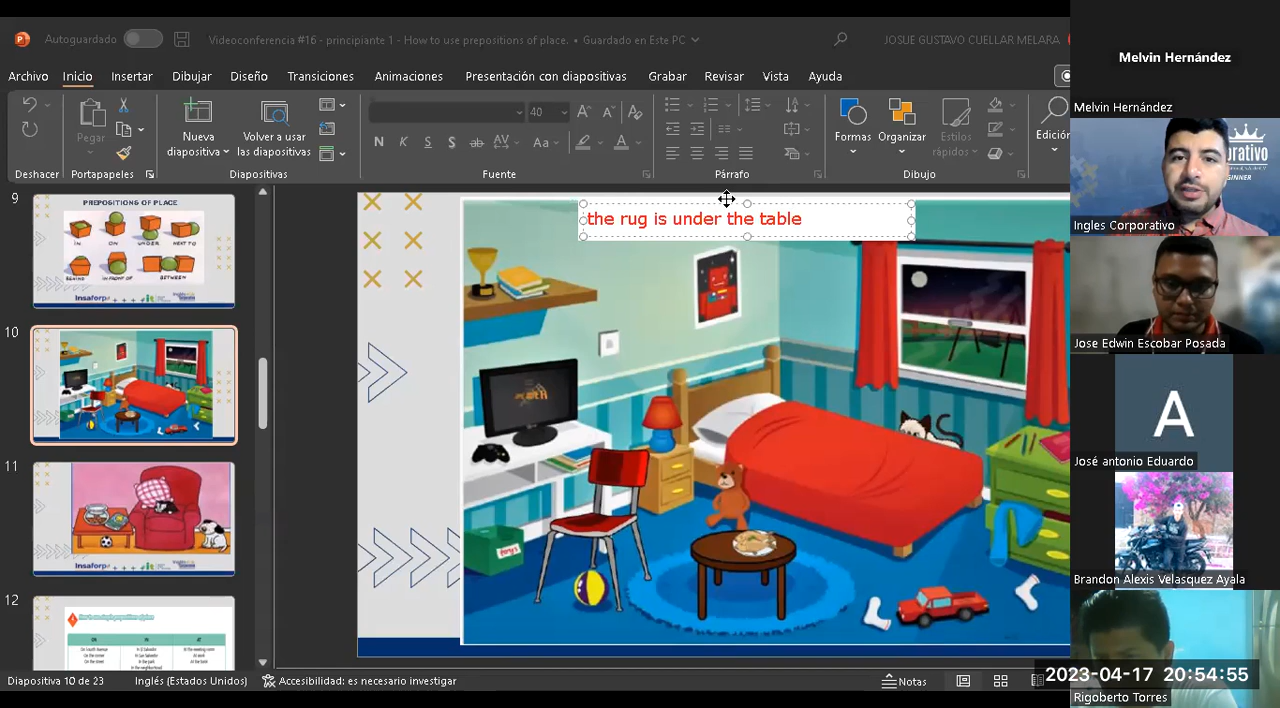 Autoguardado
Videoconferencia #16 - principiante 1 - How to use prepositions of place. • Guardado en Este PC
JOSUE GUSTAVO CUELLAR MELARA
Archivo Inicio Insertar Dibujar Diseño Transiciones Animaciones Presentación con diapositivas Grabar Revisar Vista Ayuda
40
Pegar
Nueva diapositiva
Volver a usar las diapositivas
N K S S ab AV Aa A
Formas
Organizar
Estilos rápidos
Edición
Deshacer Portapapeles Diapositivas Fuente Párrafo Dibujo
9
PREPOSITIONS OF PLACE
IN ON UNDER NEXT TO
BEHIND IN FRONT OF BETWEEN
Insaforp
10
11
Insaforp
12
ON IN AT
the rug is under the table
toys
Diapositiva 10 de 23
Inglés (Estados Unidos)
Accesibilidad: es necesario investigar
Notas
Melvin Hernández
Melvin Hernández
orativo
INNER
Ingles Corporativo
Jose Edwin Escobar Posada
A
José antonio Eduardo
Brandon Alexis Velasquez Ayala
2023-04-17 20:54:55
Rigoberto Torres